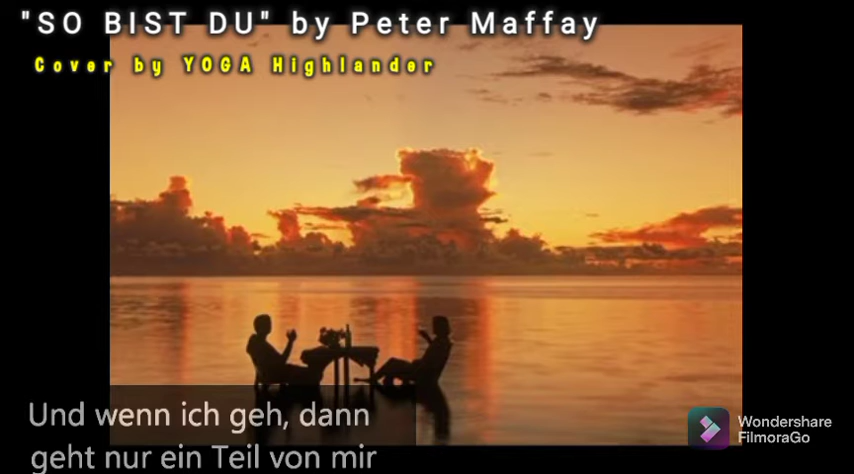 "SO BIST DU" by Peter Maffay
Cover by YOGA Highlander
Und wenn ich geh, dann
geht nur ein Teil von mir
Wondershare
FilmoraGo